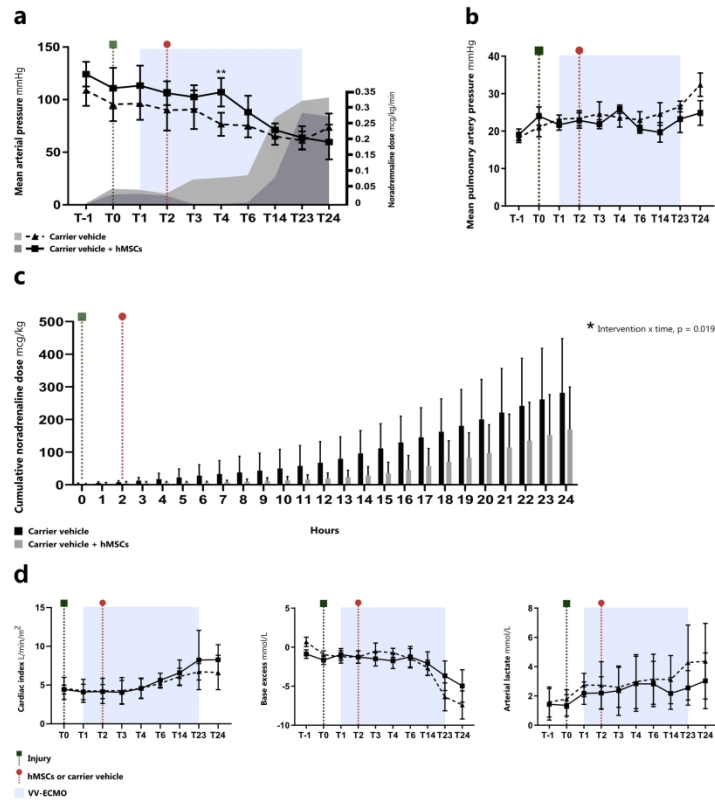 a
Mean arterial pressure mmHg
150
100
50
0
**
T-1 T0 T1 T2 T3 T4 T6 T14 T23 T24
0.35
0.3
0.25
0.2
0.15
0.1
0.05
0
Noradrenaline dose mcg/kg/min
Carrier vehicle
Carrier vehicle + hMSCs
b
Mean pulmonary artery pressure mmHg
40
30
20
10
0
T-1 T0 T1 T2 T3 T4 T6 T14 T23 T24
c
Cumulative noradrenaline dose mcg/kg
500
400
300
200
100
0
* Intervention x time, p = 0.019
0 1 2 3 4 5 6 7 8 9 10 11 12 13 14 15 16 17 18 19 20 21 22 23 24
Hours
Carrier vehicle
Carrier vehicle + hMSCs
d
Cardiac index L/min/m²
15
10
5
0
T0 T1 T2 T3 T4 T6 T14 T23 T24
Base excess mmol/L
5
0
-5
-10
T-1 T0 T1 T2 T3 T4 T6 T14 T23 T24
Arterial lactate mmol/L
8
6
4
2
0
T-1 T0 T1 T2 T3 T4 T6 T14 T23 T24
Injury
hMSCs or carrier vehicle
VV-ECMO